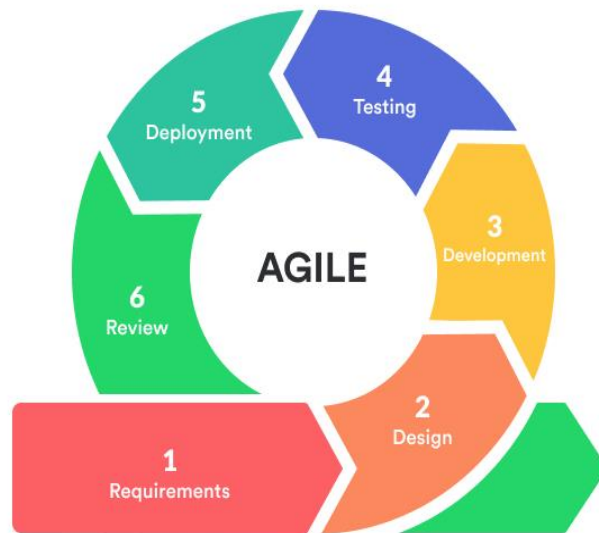 4
Testing
5
Deployment
3
Development
AGILE
6
Review
2
Design
1
Requirements